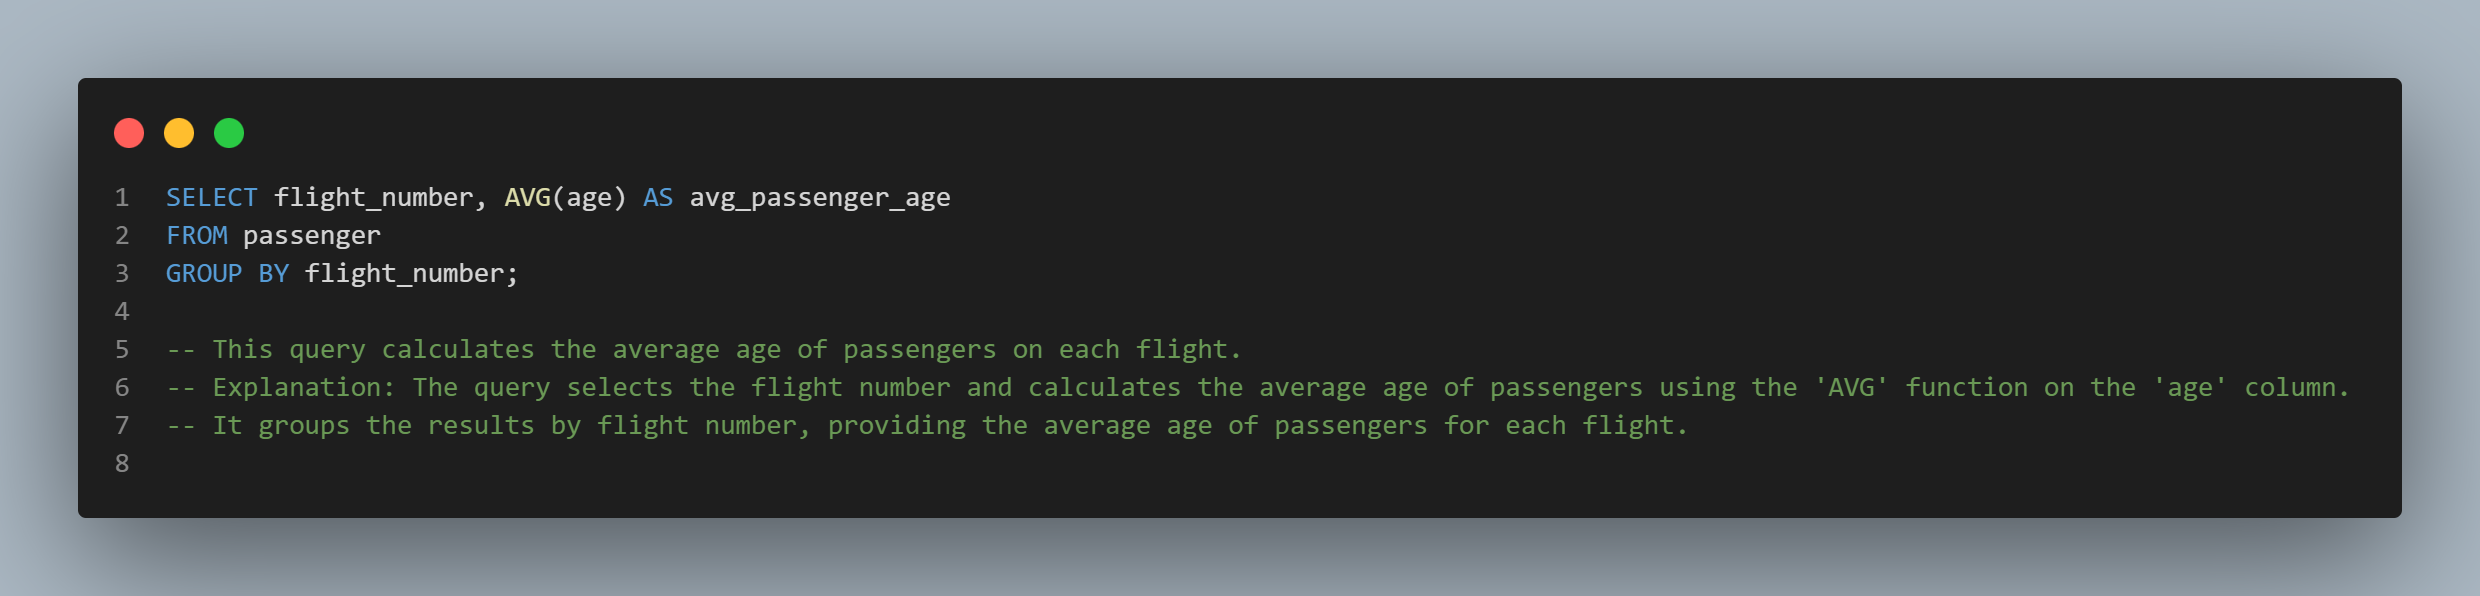 1 SELECT flight_number, AVG(age) AS avg_passenger_age
2 FROM passenger
3 GROUP BY flight_number;
4
5 -- This query calculates the average age of passengers on each flight.
6 -- Explanation: The query selects the flight number and calculates the average age of passengers using the 'AVG' function on the 'age' column.
7 -- It groups the results by flight number, providing the average age of passengers for each flight.
8